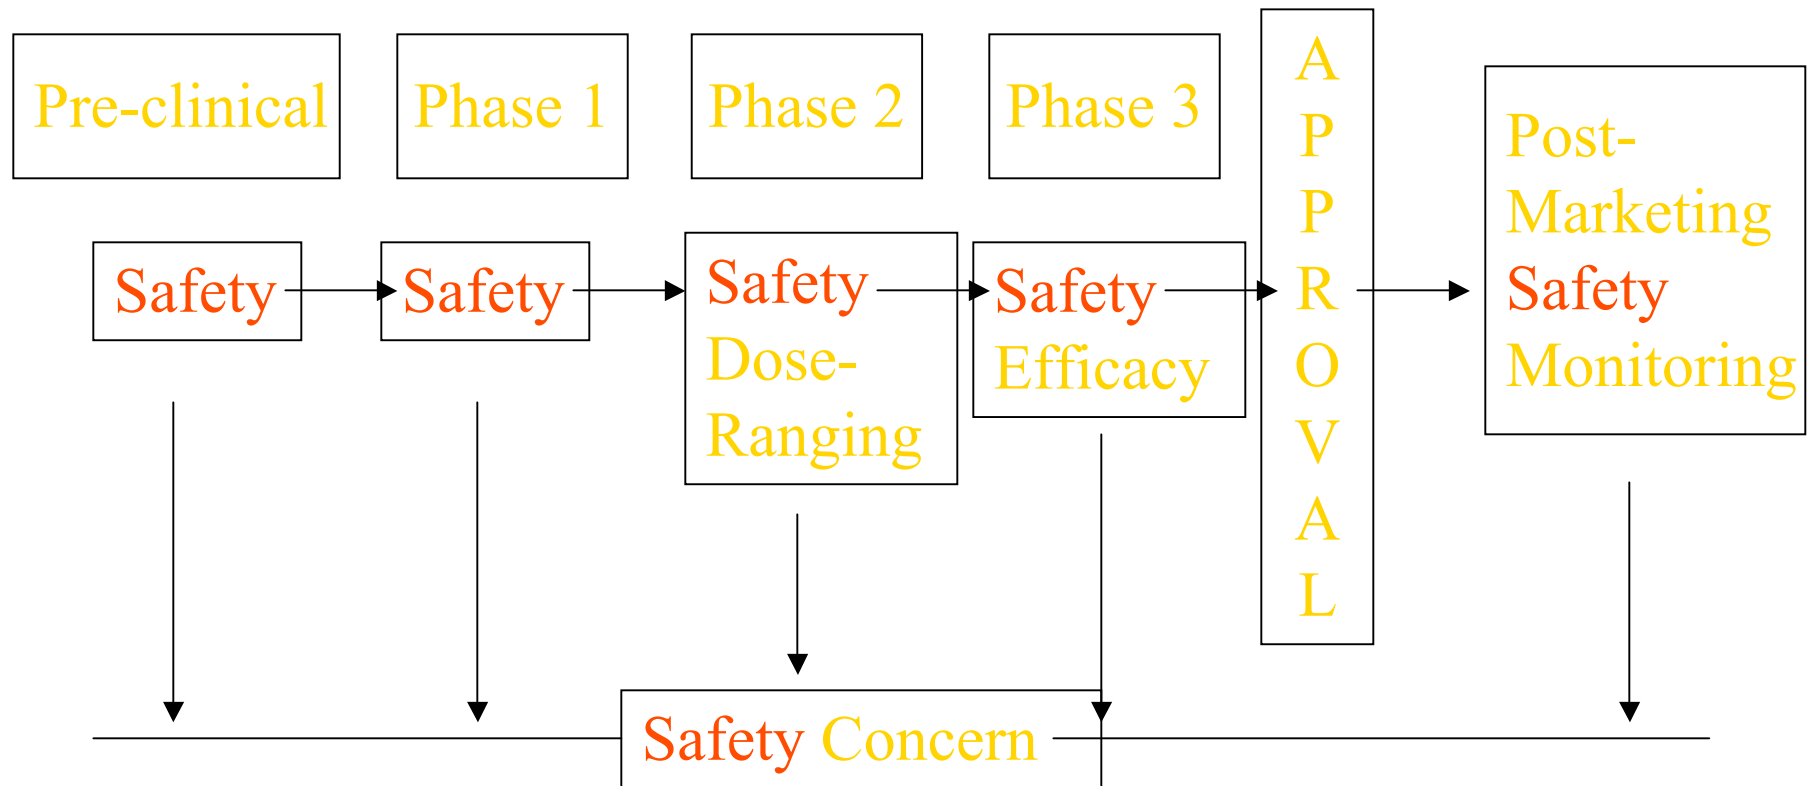 Pre-clinical
Phase 1
Phase 2
Phase 3
APPROVAL
Post-
Marketing
Safety
Monitoring
Safety
Safety
Safety
Dose-
Ranging
Safety
Efficacy
Safety Concern